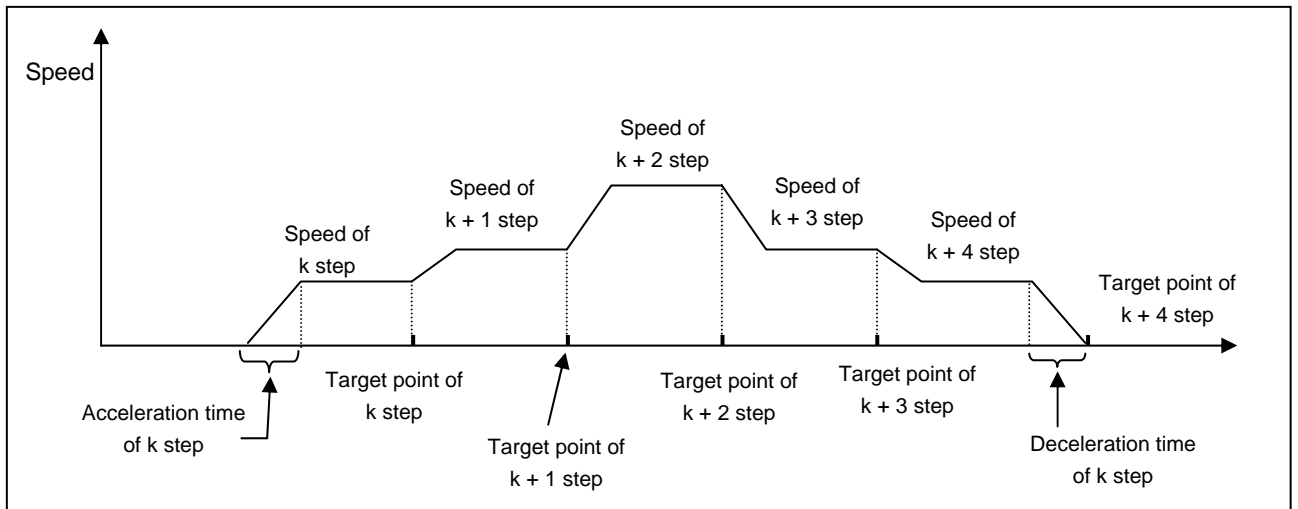 Speed
Speed of
k + 2 step
Speed of
k + 1 step
Speed of
k + 3 step
Speed of
k step
Speed of
k + 4 step
Target point of
k + 4 step
Target point of
k step
Target point of
k + 2 step
Target point of
k + 3 step
Accleration time
of k step
Target point of
k + 1 step
Deceleration time
of k step